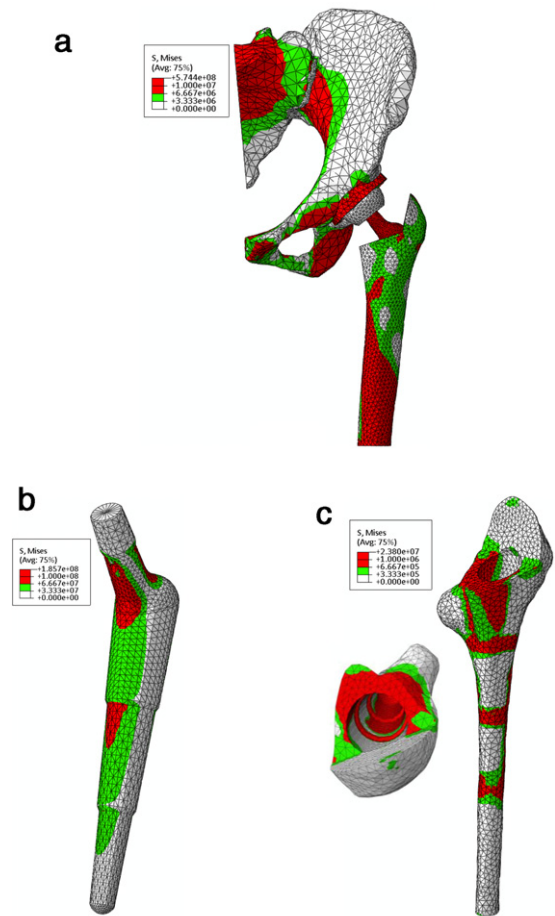 a
S, Mises
(Avg: 75%)
+5.744e+08
+1.000e+07
+6.667e+06
+3.333e+06
+0.000e+00
b
S, Mises
(Avg: 75%)
+1.857e+08
+1.000e+08
+6.667e+07
+3.333e+07
+0.000e+00
c
S, Mises
(Avg: 75%)
+2.380e+07
+1.000e+06
+6.667e+05
+3.333e+05
+0.000e+00